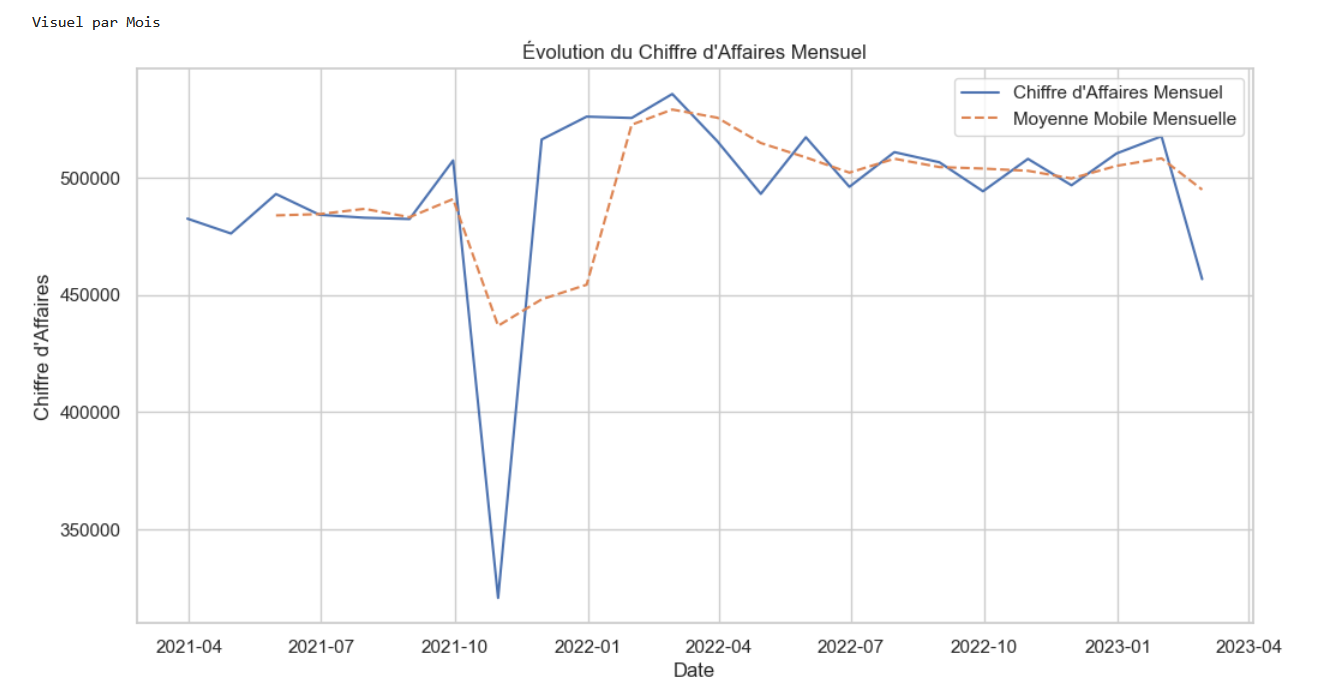 Visuel par Mois
Évolution du Chiffre d'Affaires Mensuel
Chiffre d'Affaires Mensuel
Moyenne Mobile Mensuelle
Chiffre d'Affaires
500000
450000
400000
350000
2021-04 2021-07 2021-10 2022-01 2022-04 2022-07 2022-10 2023-01 2023-04
Date